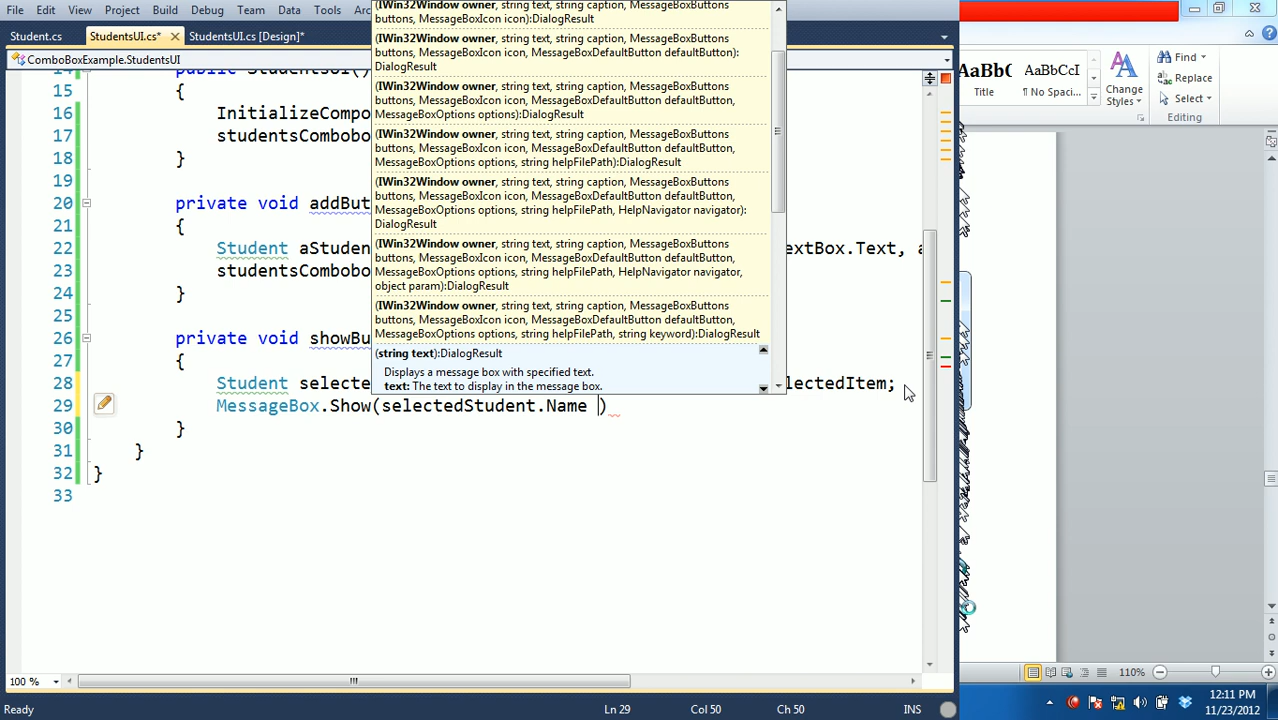 File Edit View Project Build Debug Team Data Tools
Student.cs StudentsUI.cs* StudentsUI.cs [Design]*
ComboBoxExample.StudentsUI
(IWin32Window owner, string text, string caption, MessageBoxButtons
buttons, MessageBoxIcon icon):DialogResult
(IWin32Window owner, string text, string caption, MessageBoxButtons
buttons, MessageBoxIcon icon, MessageBoxDefaultButton defaultButton):
DialogResult
(IWin32Window owner, string text, string caption, MessageBoxButtons
buttons, MessageBoxIcon icon, MessageBoxDefaultButton defaultButton,
MessageBoxOptions options):DialogResult
(IWin32Window owner, string text, string caption, MessageBoxButtons
buttons, MessageBoxIcon icon, MessageBoxDefaultButton defaultButton,
MessageBoxOptions options, string helpFilePath):DialogResult
(IWin32Window owner, string text, string caption, MessageBoxButtons
buttons, MessageBoxIcon icon, MessageBoxDefaultButton defaultButton,
MessageBoxOptions options, string helpFilePath, HelpNavigator navigator):
DialogResult
(IWin32Window owner, string text, string caption, MessageBoxButtons
buttons, MessageBoxIcon icon, MessageBoxDefaultButton defaultButton,
MessageBoxOptions options, string helpFilePath, HelpNavigator navigator,
object param):DialogResult
(IWin32Window owner, string text, string caption, MessageBoxButtons
buttons, MessageBoxIcon icon, MessageBoxDefaultButton defaultButton,
MessageBoxOptions options, string helpFilePath, string keyword):DialogResult
(string text):DialogResult
Displays a message box with specified text.
text: The text to display in the message box.
15 {
16 InitializeCompo
17 studentsCombobo
18 }
19
20 private void addBut
21 {
22 Student aStuden extBox.Text, a
23 studentsCombobo
24 }
25
26 private void showBu
27 {
28 Student selecte lectedItem;
29 MessageBox.Show(selectedStudent.Name )
30 }
31 }
32 }
33
100 %
Ready Ln 29 Col 50 Ch 50 INS
AaBb( AaBbCcI
Title ¶ No Spaci...
Change
Styles
Find
Replace
Select
Editing
110%
12:11 PM
11/23/2012